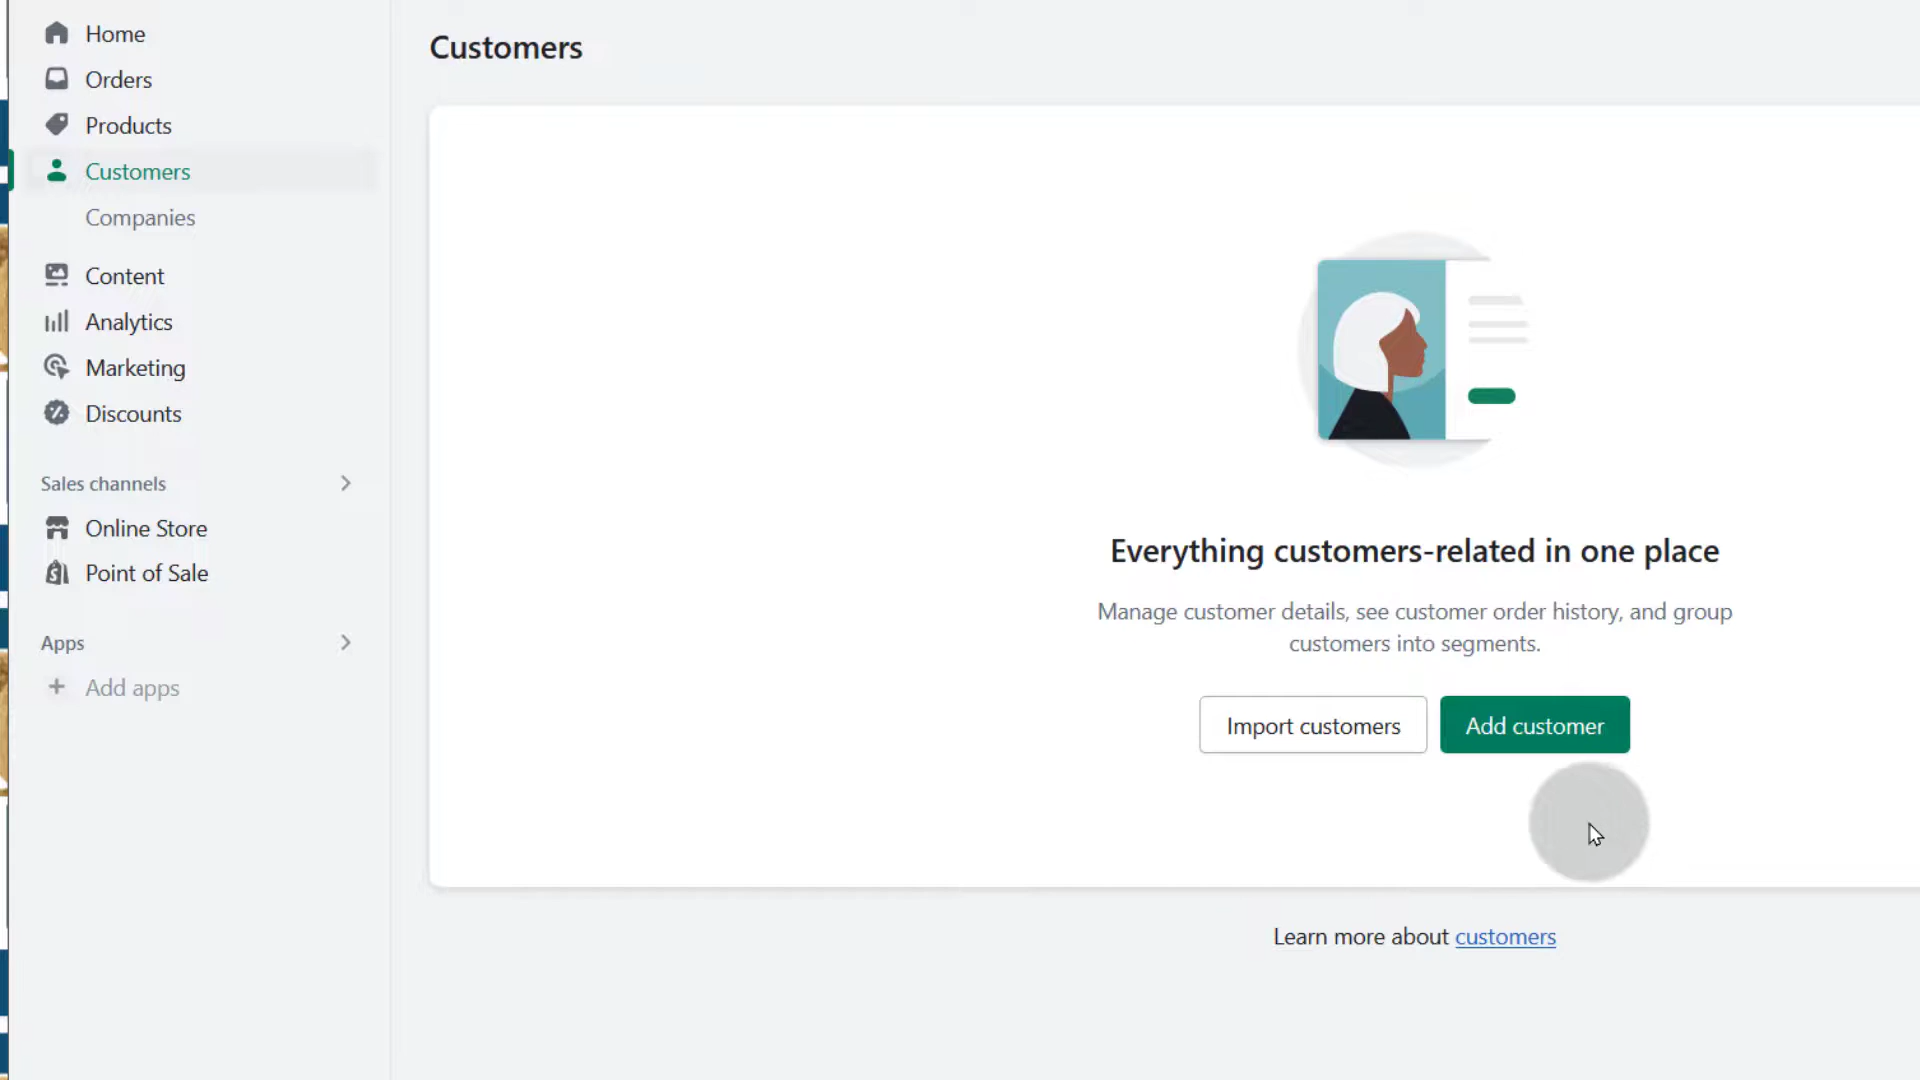 Home
Orders
Products
Customers
Companies
Content
Analytics
Marketing
Discounts
Sales channels
Online Store
Point of Sale
Apps
Add apps
Customers
Everything customers-related in one place
Manage customer details, see customer order history, and group
customers into segments.
Import customers
Add customer
Learn more about customers